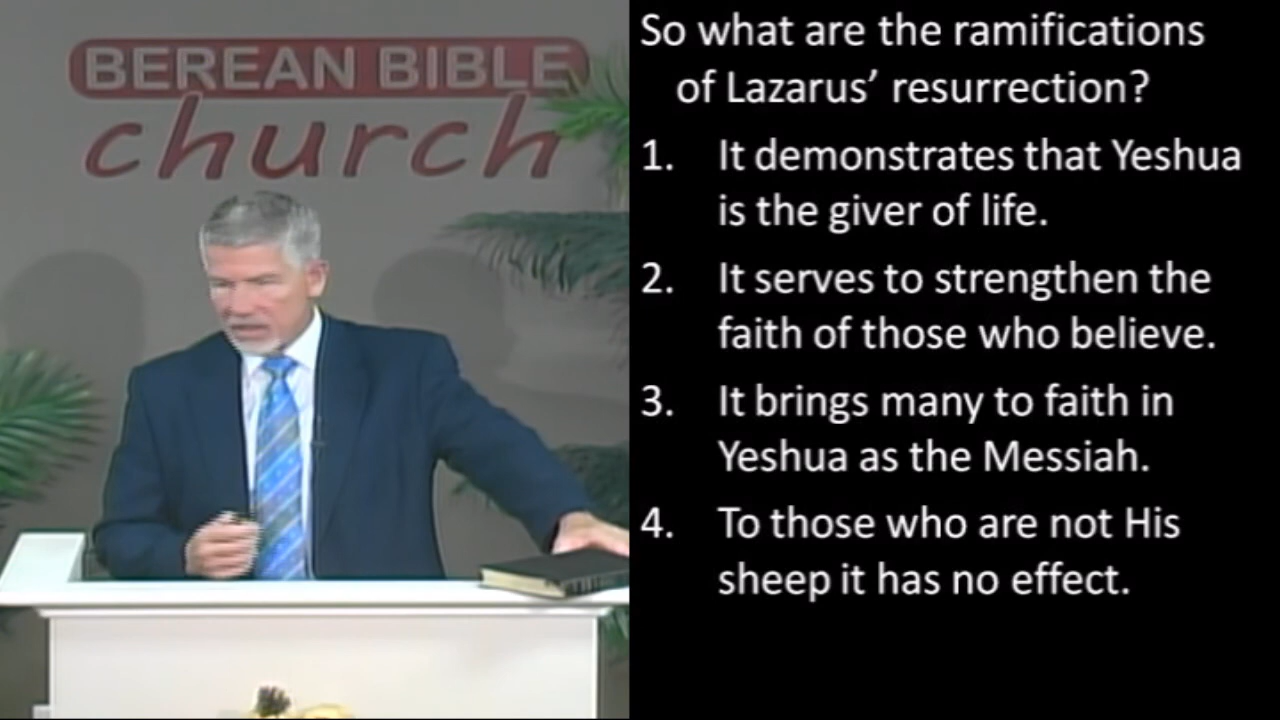 BEREAN BIBLE
church
So what are the ramifications
of Lazarus’ resurrection?
1. It demonstrates that Yeshua
is the giver of life.
2. It serves to strengthen the
faith of those who believe.
3. It brings many to faith in
Yeshua as the Messiah.
4. To those who are not His
sheep it has no effect.